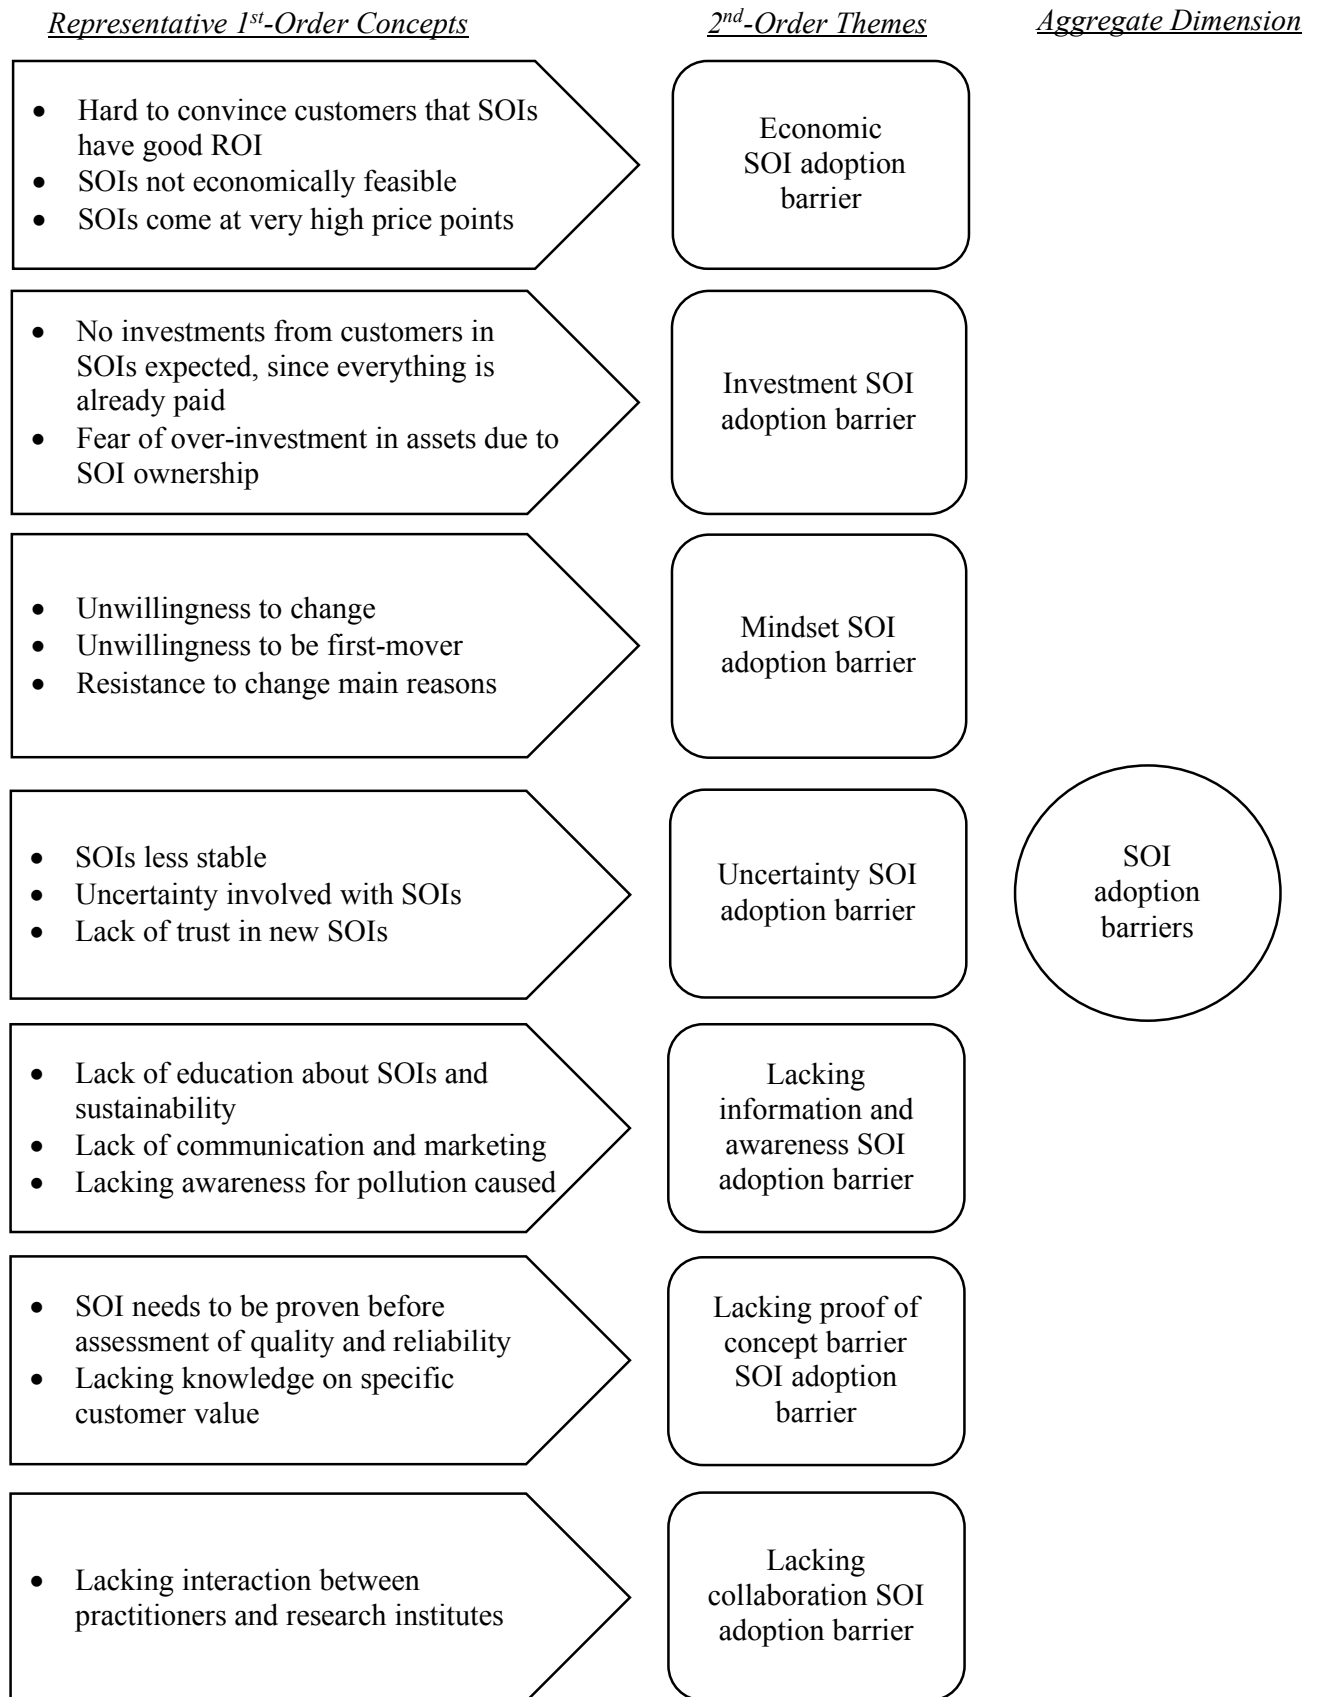 Representative 1st-Order Concepts
2nd-Order Themes
Aggregate Dimension
• Hard to convince customers that SOIs
have good ROI
• SOIs not economically feasible
• SOIs come at very high price points
Economic
SOI adoption
barrier
• No investments from customers in
SOIs expected, since everything is
already paid
• Fear of over-investment in assets due to
SOI ownership
Investment SOI
adoption barrier
• Unwillingness to change
• Unwillingness to be first-mover
• Resistance to change main reasons
Mindset SOI
adoption barrier
• SOIs less stable
• Uncertainty involved with SOIs
• Lack of trust in new SOIs
Uncertainty SOI
adoption barrier
SOI
adoption
barriers
• Lack of education about SOIs and
sustainability
• Lack of communication and marketing
• Lacking awareness for pollution caused
Lacking
information and
awareness SOI
adoption barrier
• SOI needs to be proven before
assessment of quality and reliability
• Lacking knowledge on specific
customer value
Lacking proof of
concept barrier
SOI adoption
barrier
• Lacking interaction between
practitioners and research institutes
Lacking
collaboration SOI
adoption barrier